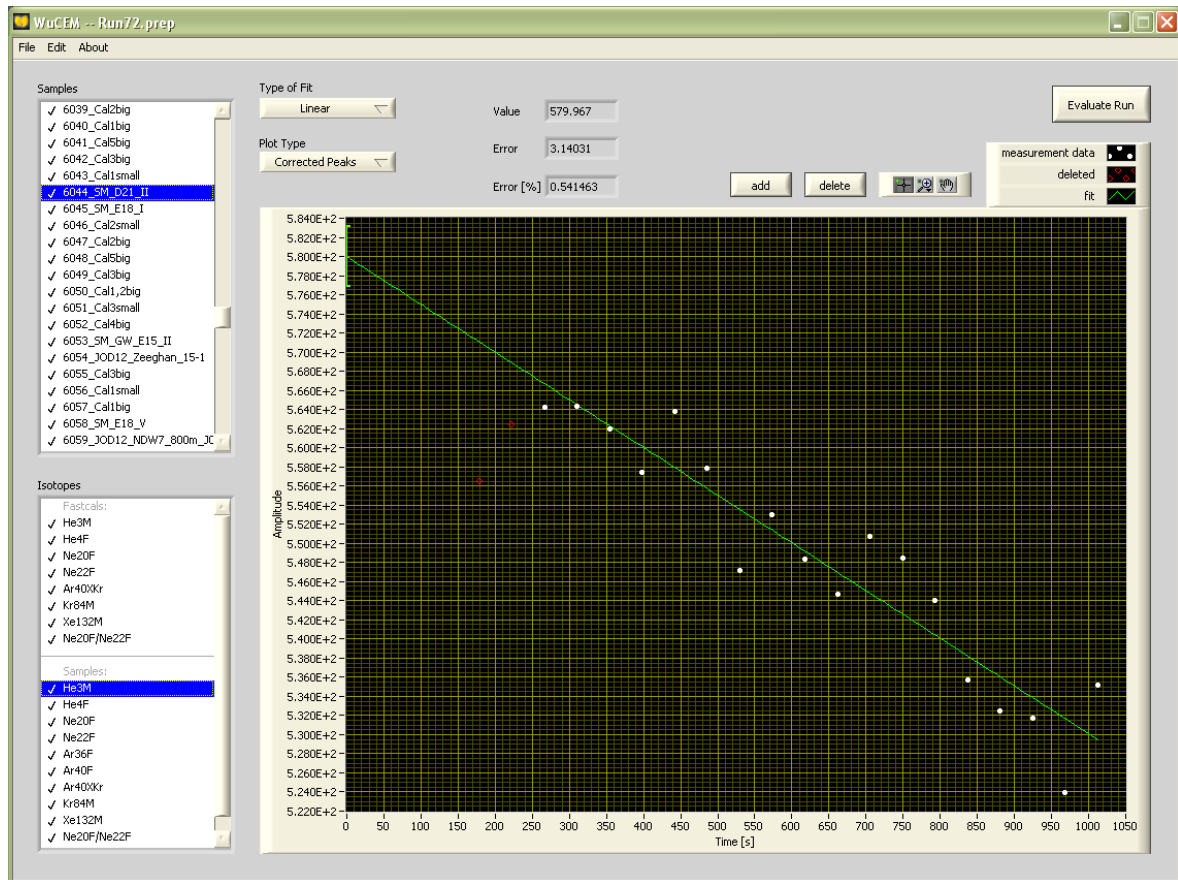 WuCEM -- Run72.prep
File Edit About
Samples
6039_Cal2big
6040_Cal1big
6041_Cal5big
6042_Cal3big
6043_Cal1small
6044_SM_D21_II
6045_SM_E18_I
6046_Cal2small
6047_Cal2big
6048_Cal5big
6049_Cal3big
6050_Cal1,2big
6051_Cal3small
6052_Cal4big
6053_SM_GW_E15_II
6054_JOD12_Zeeghan_15-1
6055_Cal3big
6056_Cal1small
6057_Cal1big
6058_SM_E18_V
6059_JOD12_NDW7_800m_JC
Isotopes
Fastcals:
He3M
He4F
Ne20F
Ne22F
Ar40XKr
Kr84M
Xe132M
Ne20F/Ne22F
Samples:
He3M
He4F
Ne20F
Ne22F
Ar36F
Ar40F
Ar40XKr
Kr84M
Xe132M
Ne20F/Ne22F
Type of Fit
Linear
Plot Type
Corrected Peaks
Value 579.967
Error 3.14031
Error [%] 0.541463
add delete
Evaluate Run
measurement data
deleted
fit
5.840E+2
5.820E+2
5.800E+2
5.780E+2
5.760E+2
5.740E+2
5.720E+2
5.700E+2
5.680E+2
5.660E+2
5.640E+2
5.620E+2
5.600E+2
5.580E+2
5.560E+2
5.540E+2
5.520E+2
5.500E+2
5.480E+2
5.460E+2
5.440E+2
5.420E+2
5.400E+2
5.380E+2
5.360E+2
5.340E+2
5.320E+2
5.300E+2
5.280E+2
5.260E+2
5.240E+2
5.220E+2
Amplitude
0 50 100 150 200 250 300 350 400 450 500 550 600 650 700 750 800 850 900 950 1000 1050
Time [s]